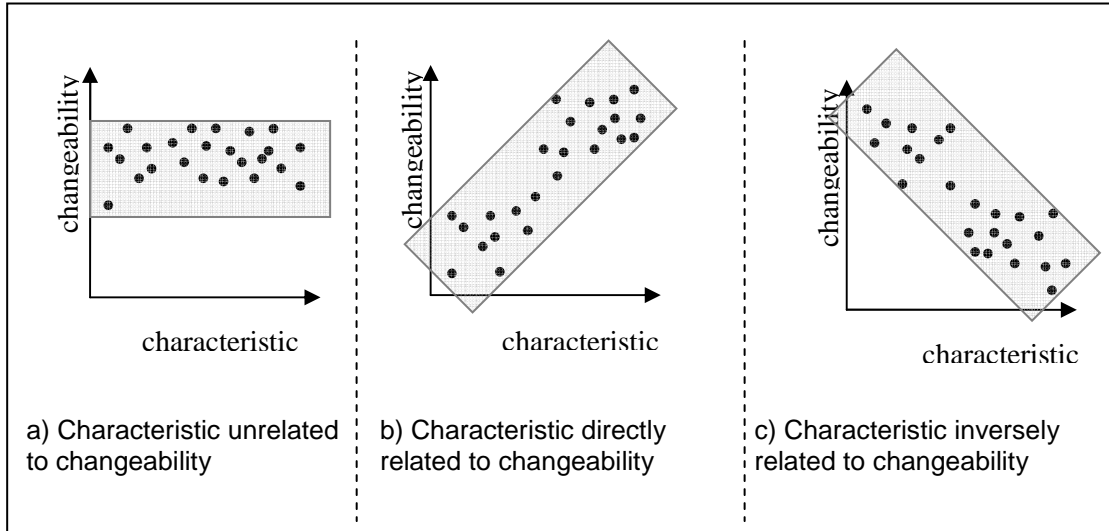 changeability
characteristic
a) Characteristic unrelated
to changeability
changeability
characteristic
b) Characteristic directly
related to changeability
changeability
characteristic
c) Characteristic inversely
related to changeability